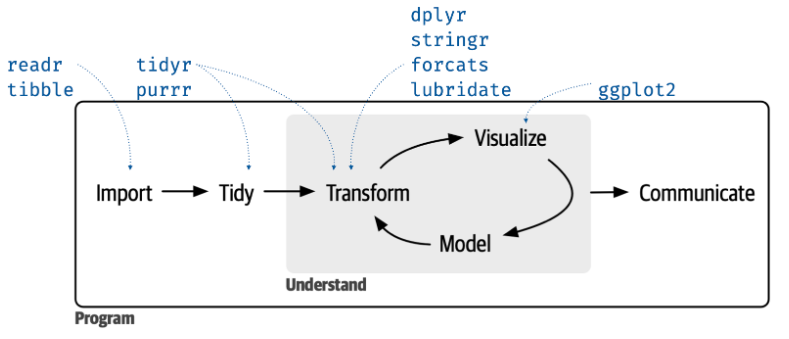 dplyr
stringr
readr
tidyr
forcats
tibble
purrr
lubridate
ggplot2
Visualize
Import
Tidy
Transform
Communicate
Model
Understand
Program